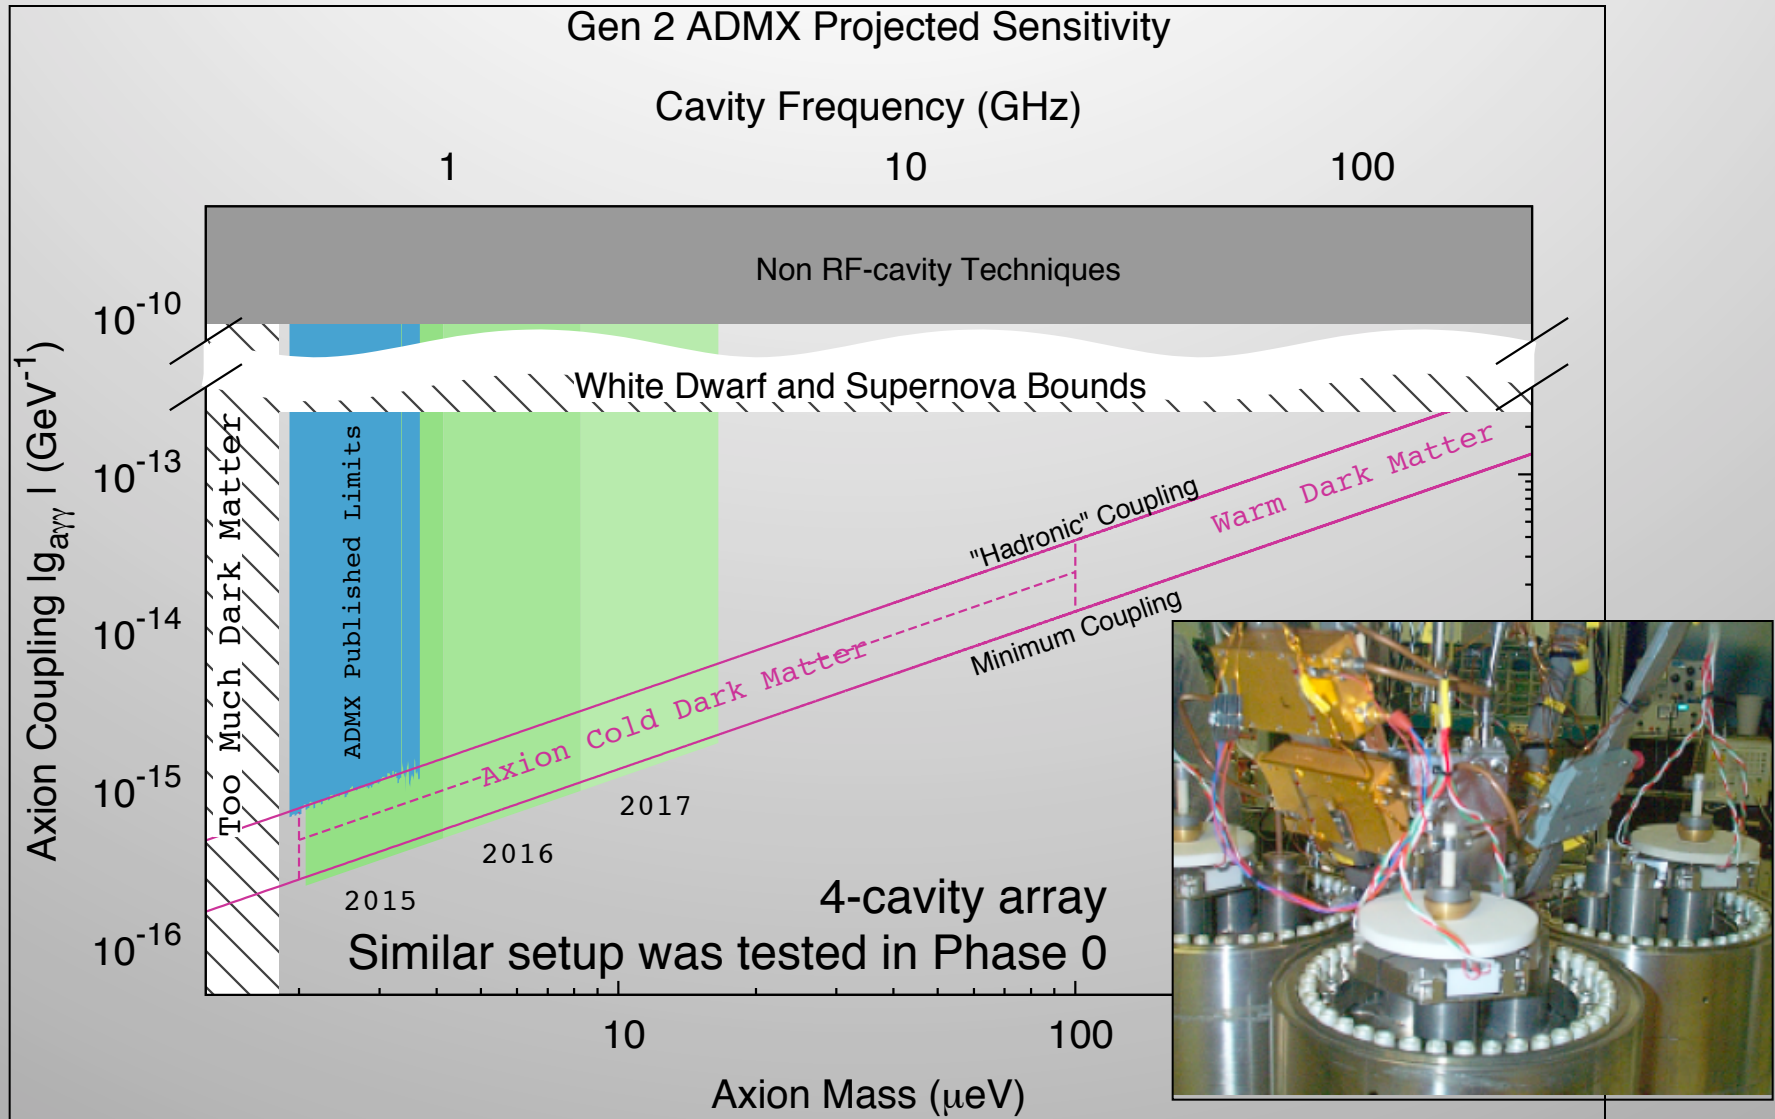 Gen 2 ADMX Projected Sensitivity
Cavity Frequency (GHz)
1 10 100
Non RF-cavity Techniques
10⁻¹⁰
White Dwarf and Supernova Bounds
Axion Coupling |g_aγγ| (GeV⁻¹)
10⁻¹³
10⁻¹⁴
10⁻¹⁵
10⁻¹⁶
Too Much Dark Matter
ADMX Published Limits
"Hadronic" Coupling
Warm Dark Matter
Minimum Coupling
Axion Cold Dark Matter
2017
2016
2015
4-cavity array
Similar setup was tested in Phase 0
10 100
Axion Mass (μeV)